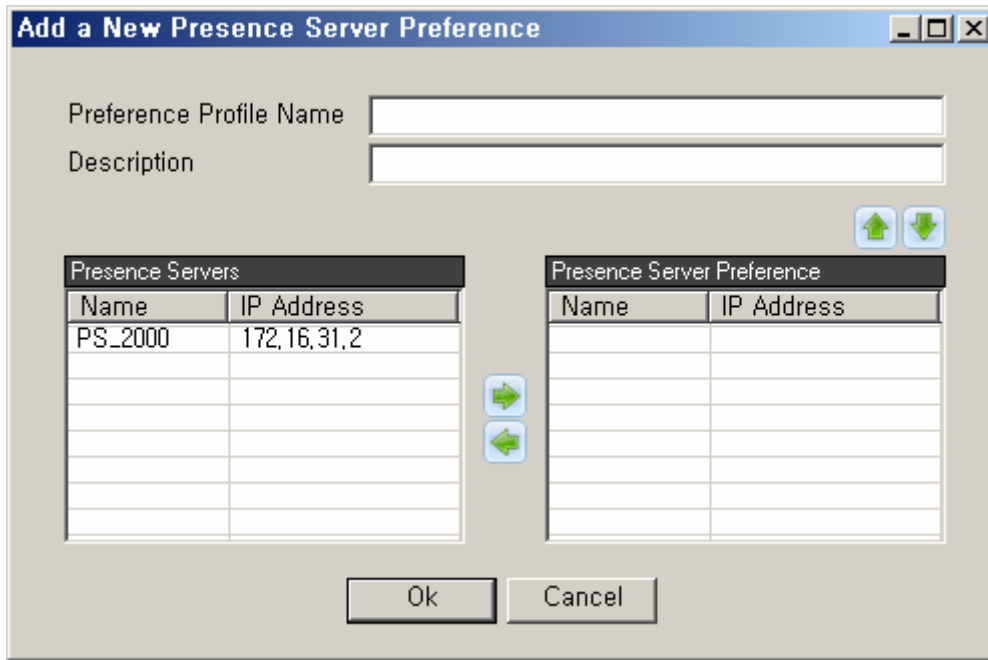 Add a New Presence Server Preference
Preference Profile Name
Description
Presence Servers
Name IP Address
PS_2000 172,16,31,2
Presence Server Preference
Name IP Address
Ok Cancel